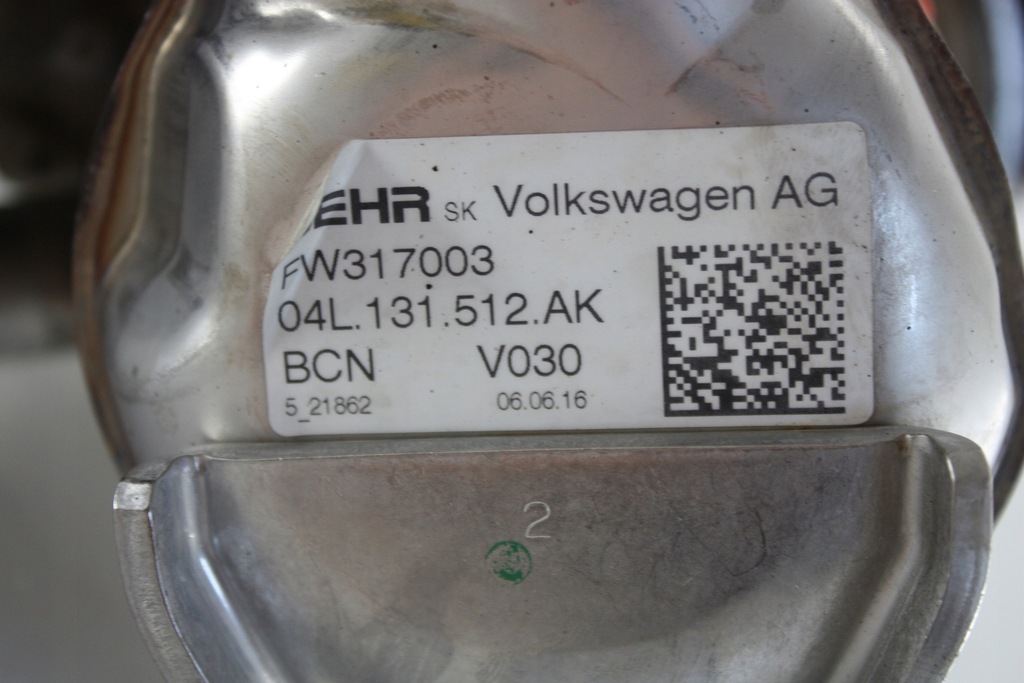 EHR SK Volkswagen AG
FW317003
04L.131.512.AK
BCN V030
5_21862 06.06.16
2